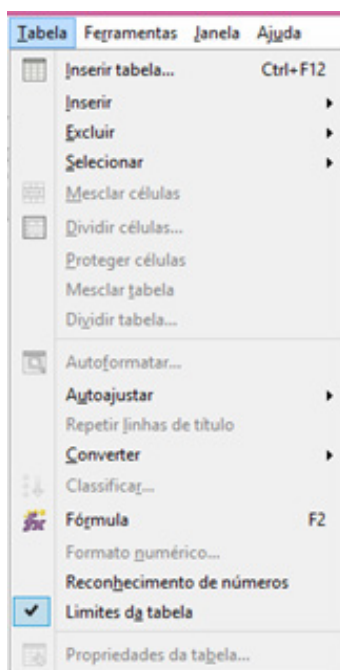 Tabela Ferramentas Janela Ajuda
Inserir tabela... Ctrl+F12
Inserir
Excluir
Selecionar
Mesclar células
Dividir células...
Proteger células
Mesclar tabela
Dividir tabela...
Autoformatar...
Autoajustar
Repetir linhas de título
Converter
Classificar...
Fórmula F2
Formato numérico...
Reconhecimento de números
Limites da tabela
Propriedades da tabela...